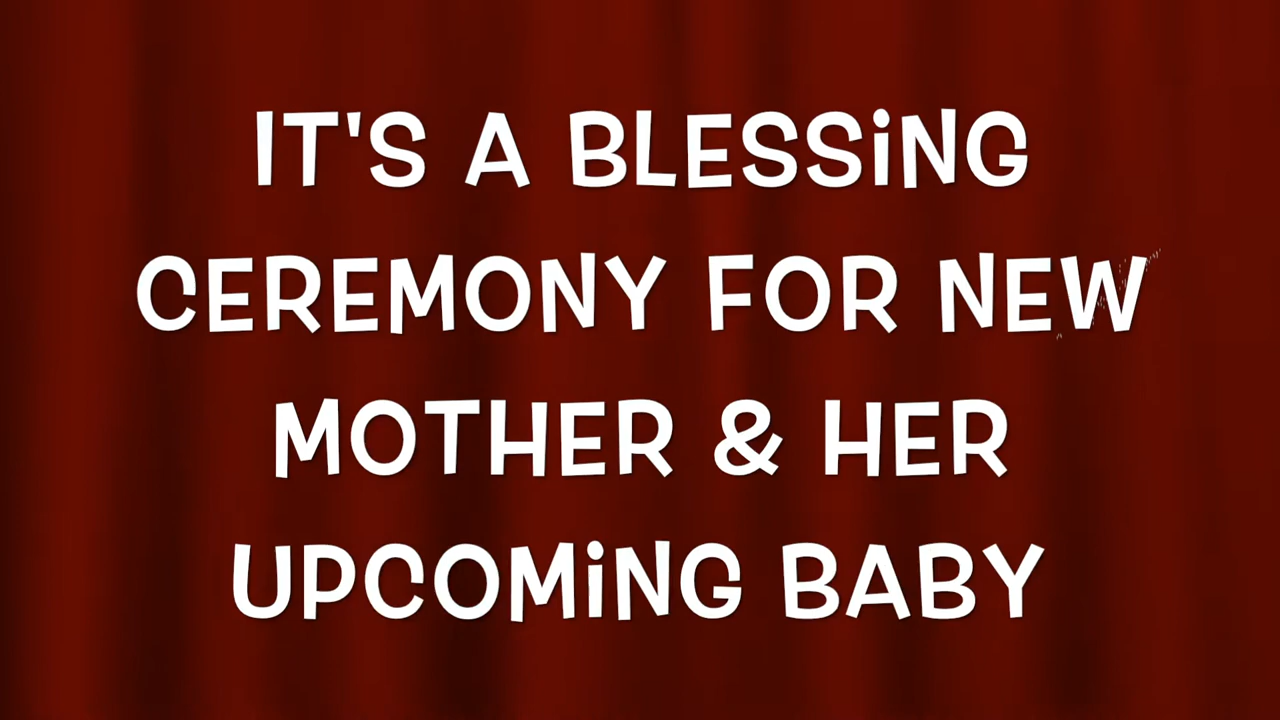 IT'S A BLESSiNG
CEREMONY FOR NEW
MOTHER & HER
UPCOMiNG BABY